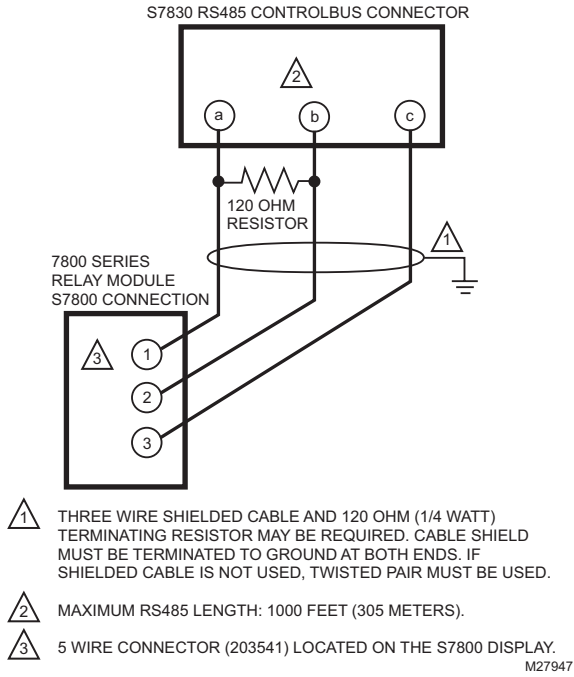 S7830 RS485 CONTROLBUS CONNECTOR
2
a b c
120 OHM
RESISTOR
1
7800 SERIES
RELAY MODULE
S7800 CONNECTION
3
1
2
3
1 THREE WIRE SHIELDED CABLE AND 120 OHM (1/4 WATT)
TERMINATING RESISTOR MAY BE REQUIRED. CABLE SHIELD
MUST BE TERMINATED TO GROUND AT BOTH ENDS. IF
SHIELDED CABLE IS NOT USED, TWISTED PAIR MUST BE USED.
2 MAXIMUM RS485 LENGTH: 1000 FEET (305 METERS).
3 5 WIRE CONNECTOR (203541) LOCATED ON THE S7800 DISPLAY.
M27947